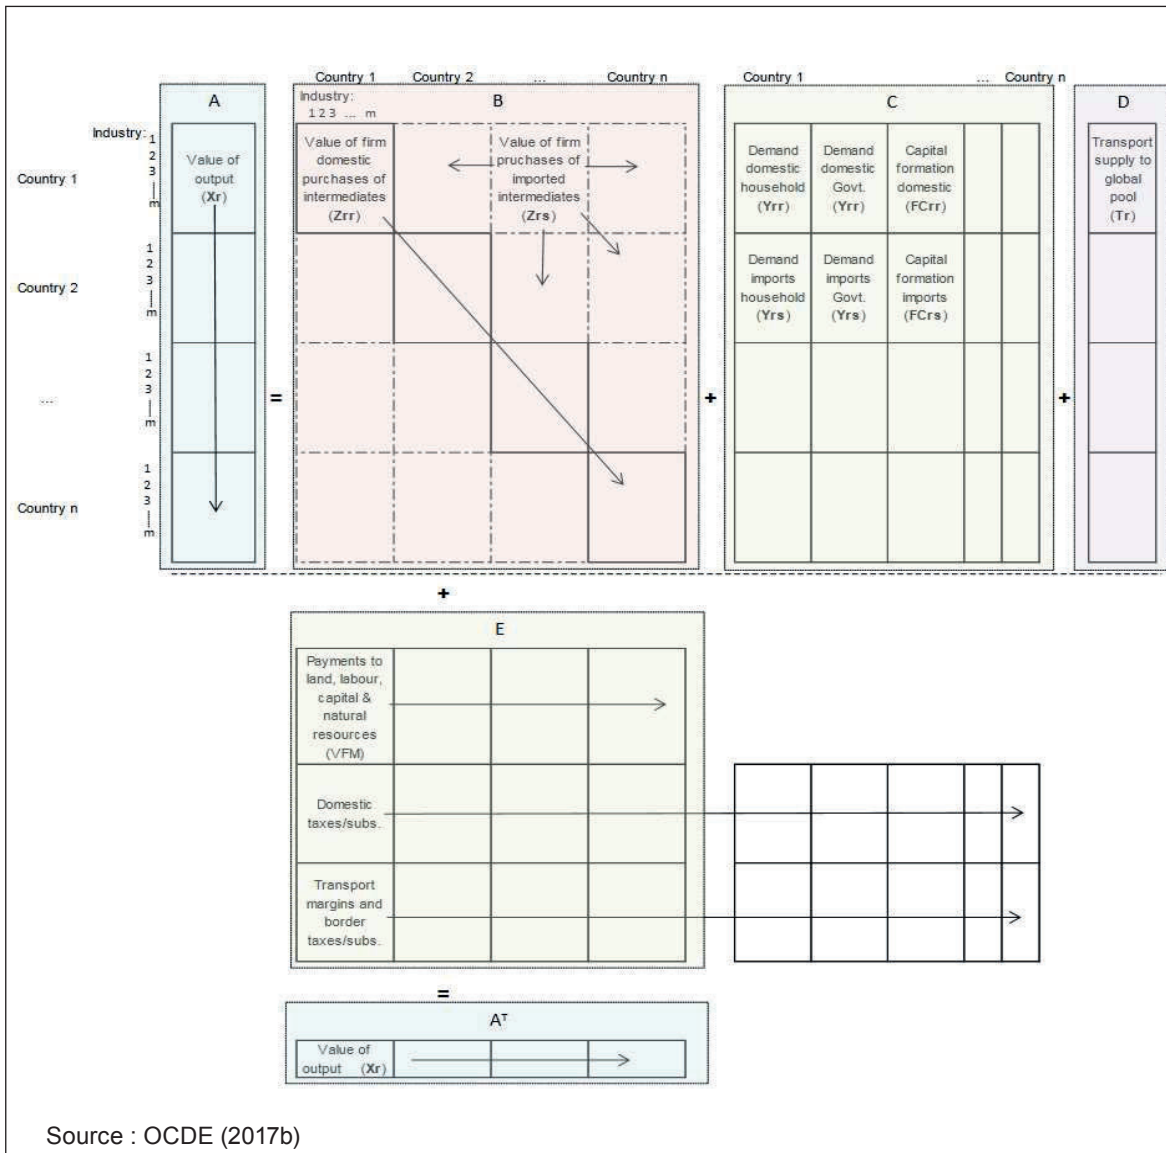 Country 1 Country 2 ... Country n Country 1 ... Country n
A B C D
Industry:
1 2 3 ... m
Industry:
1
2
3
m
Country 1
Value of
output
(Xr)
Value of firm
domestic
purchases of
intermediates
(Zrr)
Value of firm
pruchases of
imported
intermediates
(Zrs)
Demand
domestic
household
(Yrr)
Demand
domestic
Govt.
(Yrr)
Capital
formation
domestic
(FCrr)
Transport
supply to
global
pool
(Tr)
1
2
3
m
Country 2
Demand
imports
household
(Yrs)
Demand
imports
Govt.
(Yrs)
Capital
formation
imports
(FCrs)
1
2
3
m
...
= + +
1
2
3
m
Country n
+
E
Payments to
land, labour,
capital &
natural
resources
(VFM)
Domestic
taxes/subs.
Transport
margins and
border
taxes/subs.
=
Aᵀ
Value of
output (Xr)
Source : OCDE (2017b)